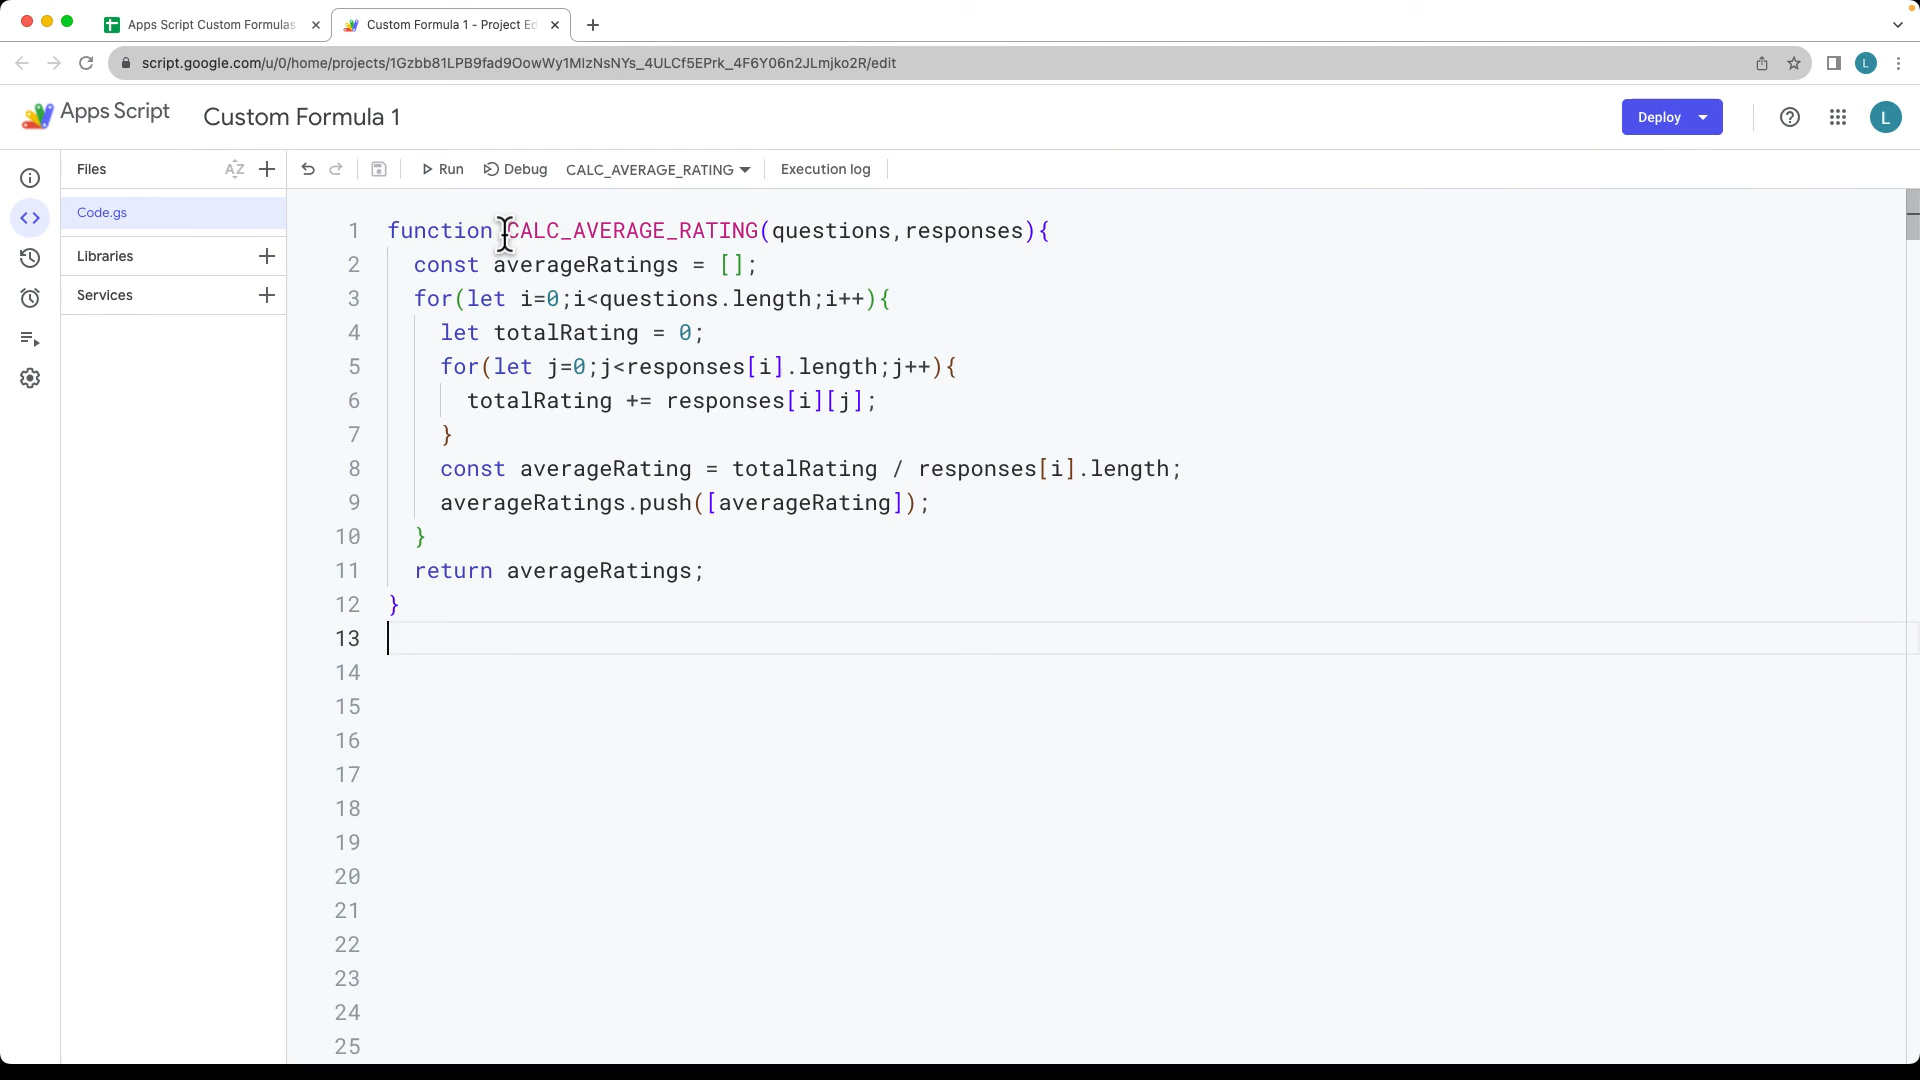 Apps Script Custom Formulas
Custom Formula 1 - Project Ed
script.google.com/u/0/home/projects/1Gzbb81LPB9fad9OowWy1MIzNsNYs_4ULCf5EPrk_4F6Y06n2JLmjko2R/edit
L
Apps Script
Custom Formula 1
Deploy
L
Files
AZ
Run
Debug
CALC_AVERAGE_RATING
Execution log
Code.gs
Libraries
Services
1 function CALC_AVERAGE_RATING(questions,responses){
2 const averageRatings = [];
3 for(let i=0;i<questions.length;i++){
4 let totalRating = 0;
5 for(let j=0;j<responses[i].length;j++){
6 totalRating += responses[i][j];
7 }
8 const averageRating = totalRating / responses[i].length;
9 averageRatings.push([averageRating]);
10 }
11 return averageRatings;
12 }
13
14
15
16
17
18
19
20
21
22
23
24
25